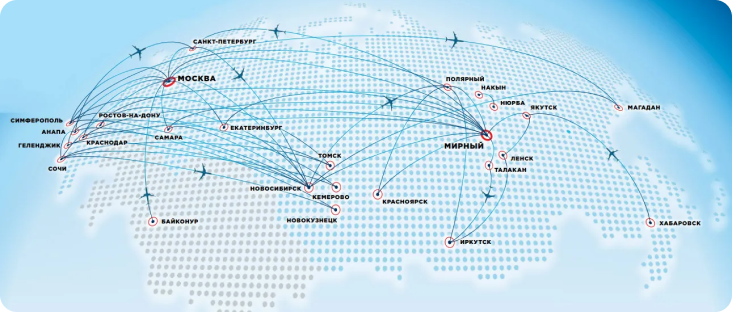 САНКТ-ПЕТЕРБУРГ
МОСКВА
ПОЛЯРНЫЙ
НАКЫН
НЮРБА
ЯКУТСК
МАГАДАН
СИМФЕРОПОЛЬ
РОСТОВ-НА-ДОНУ
АНАПА
ЕКАТЕРИНБУРГ
САМАРА
ГЕЛЕНДЖИК
КРАСНОДАР
МИРНЫЙ
ТОМСК
ЛЕНСК
СОЧИ
ТАЛАКАН
НОВОСИБИРСК
КЕМЕРОВО
КРАСНОЯРСК
НОВОКУЗНЕЦК
БАЙКОНУР
ХАБАРОВСК
ИРКУТСК